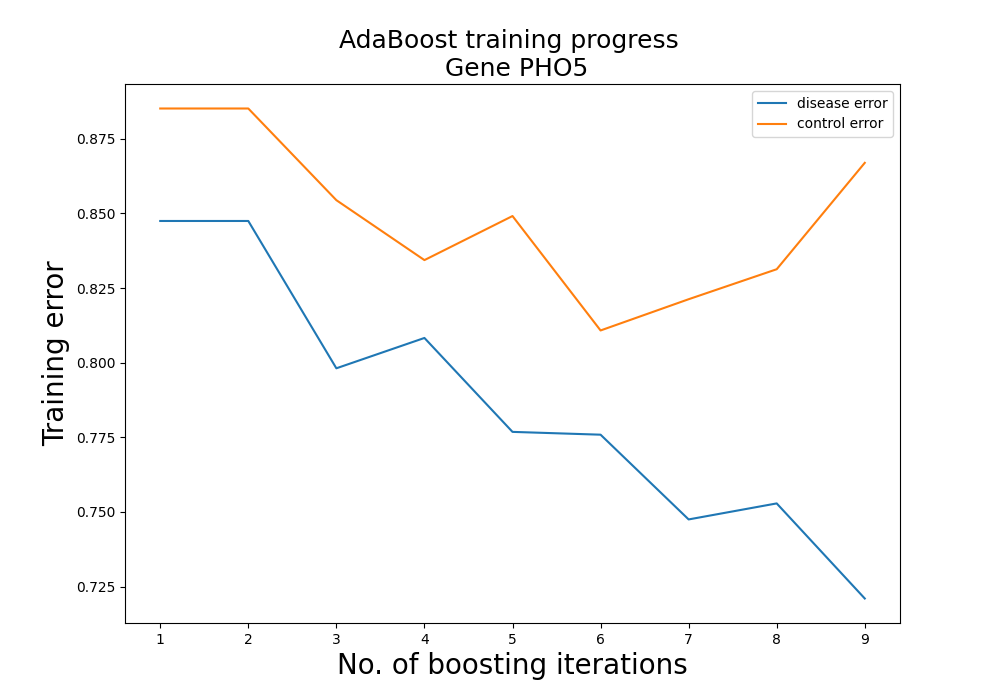 AdaBoost training progress
Gene PHO5
disease error
control error
Training error
0.875
0.850
0.825
0.800
0.775
0.750
0.725
1 2 3 4 5 6 7 8 9
No. of boosting iterations